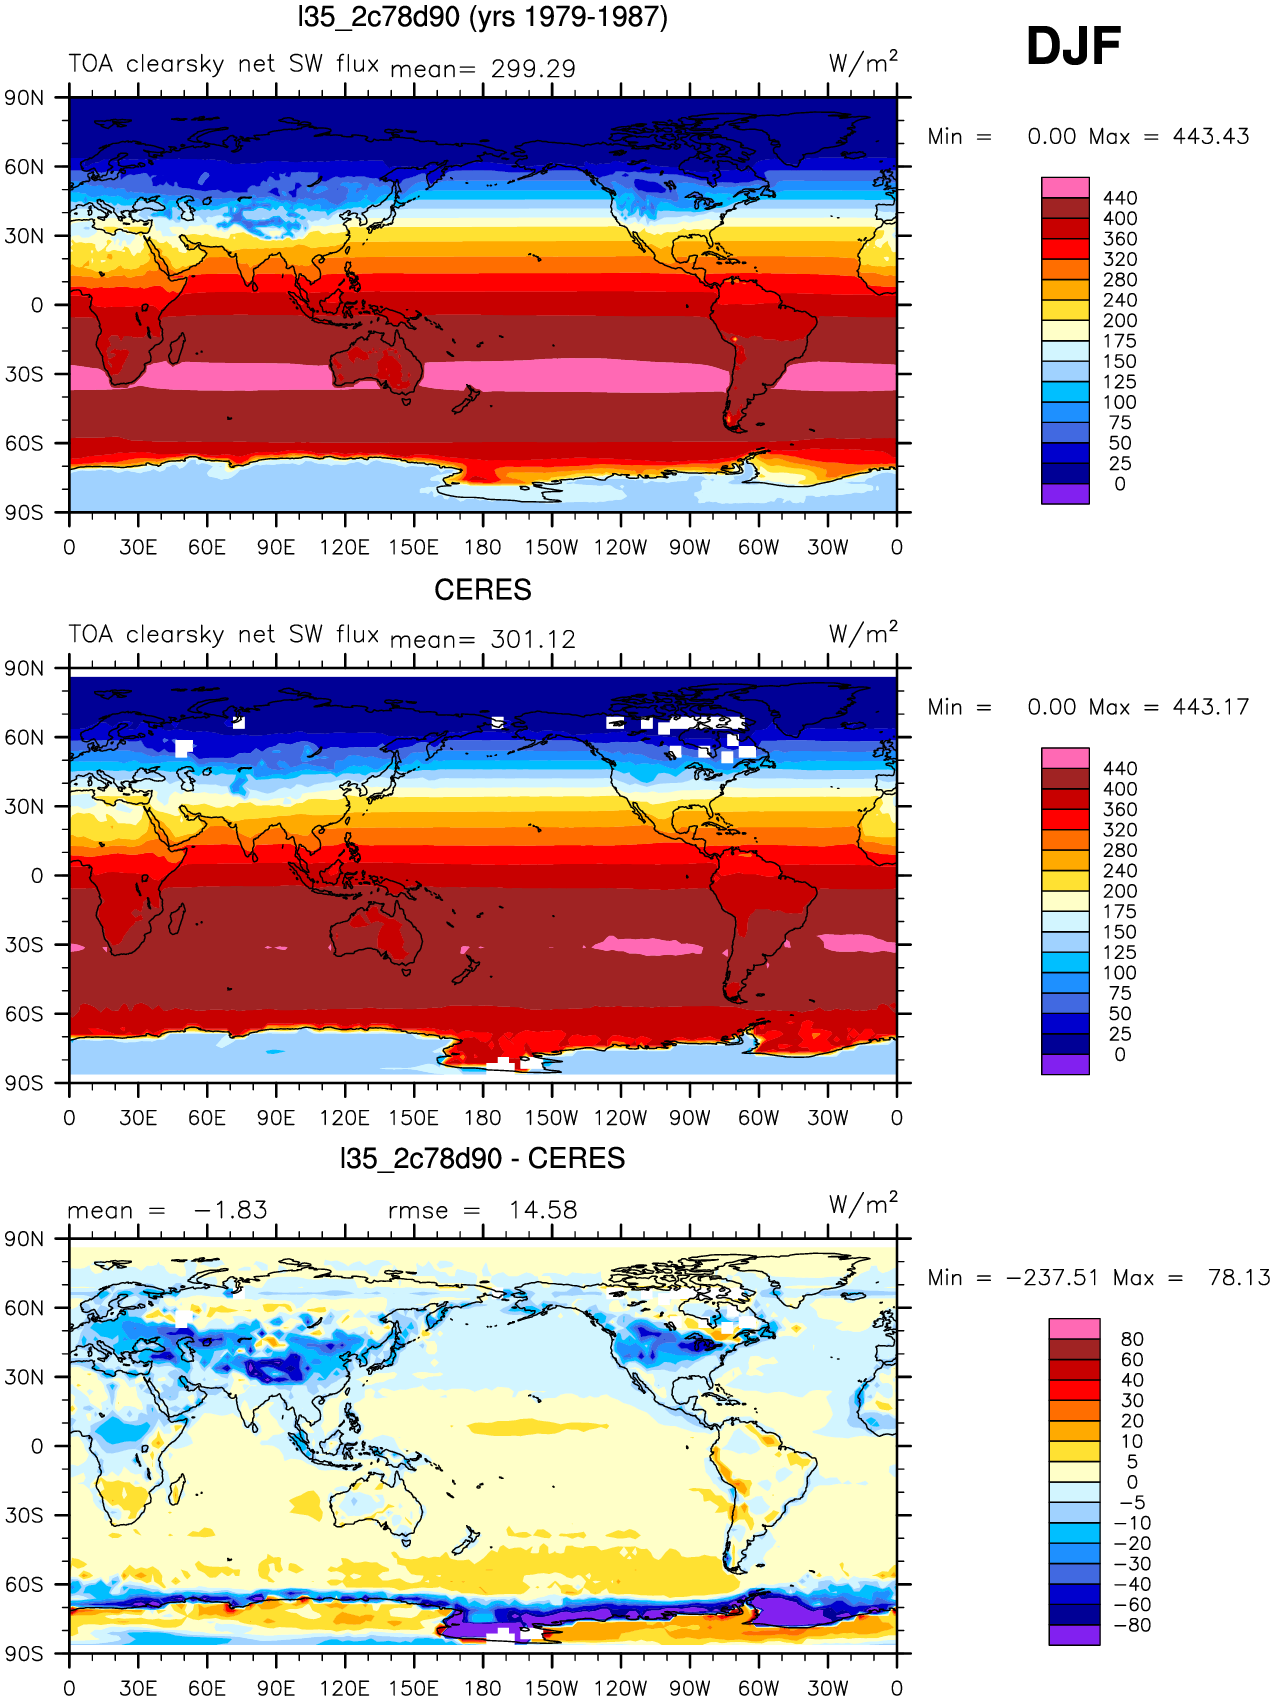 l35_2c78d90 (yrs 1979-1987)
DJF
TOA clearsky net SW flux mean= 299.29 W/m²
Min = 0.00 Max = 443.43
90N
60N
30N
0
30S
60S
90S
0 30E 60E 90E 120E 150E 180 150W 120W 90W 60W 30W 0
440
400
360
320
280
240
200
175
150
125
100
75
50
25
0
CERES
TOA clearsky net SW flux mean= 301.12 W/m²
Min = 0.00 Max = 443.17
90N
60N
30N
0
30S
60S
90S
0 30E 60E 90E 120E 150E 180 150W 120W 90W 60W 30W 0
440
400
360
320
280
240
200
175
150
125
100
75
50
25
0
l35_2c78d90 - CERES
mean = −1.83 rmse = 14.58 W/m²
Min = −237.51 Max = 78.13
90N
60N
30N
0
30S
60S
90S
0 30E 60E 90E 120E 150E 180 150W 120W 90W 60W 30W 0
80
60
40
30
20
10
5
0
−5
−10
−20
−30
−40
−60
−80